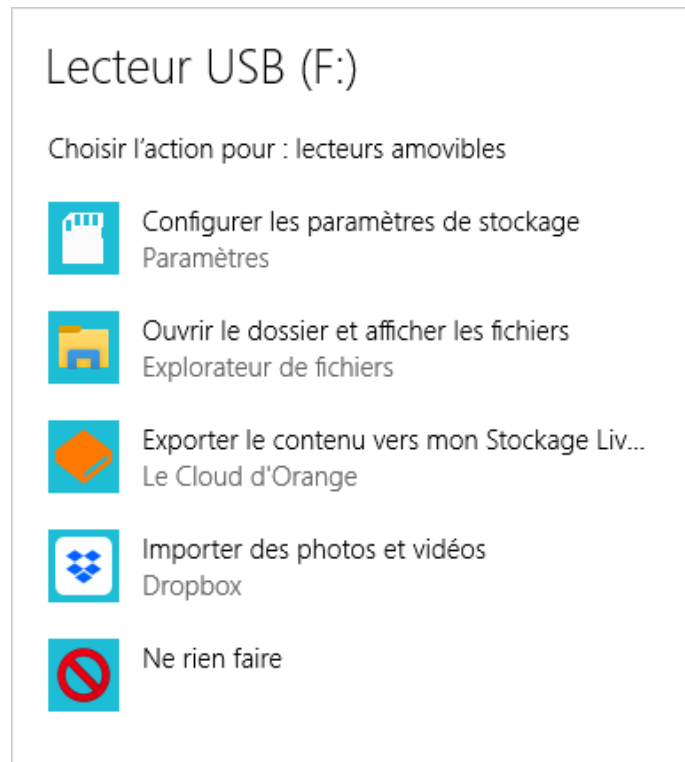 Lecteur USB (F:)
Choisir l’action pour : lecteurs amovibles
Configurer les paramètres de stockage
Paramètres
Ouvrir le dossier et afficher les fichiers
Explorateur de fichiers
Exporter le contenu vers mon Stockage Liv...
Le Cloud d'Orange
Importer des photos et vidéos
Dropbox
Ne rien faire